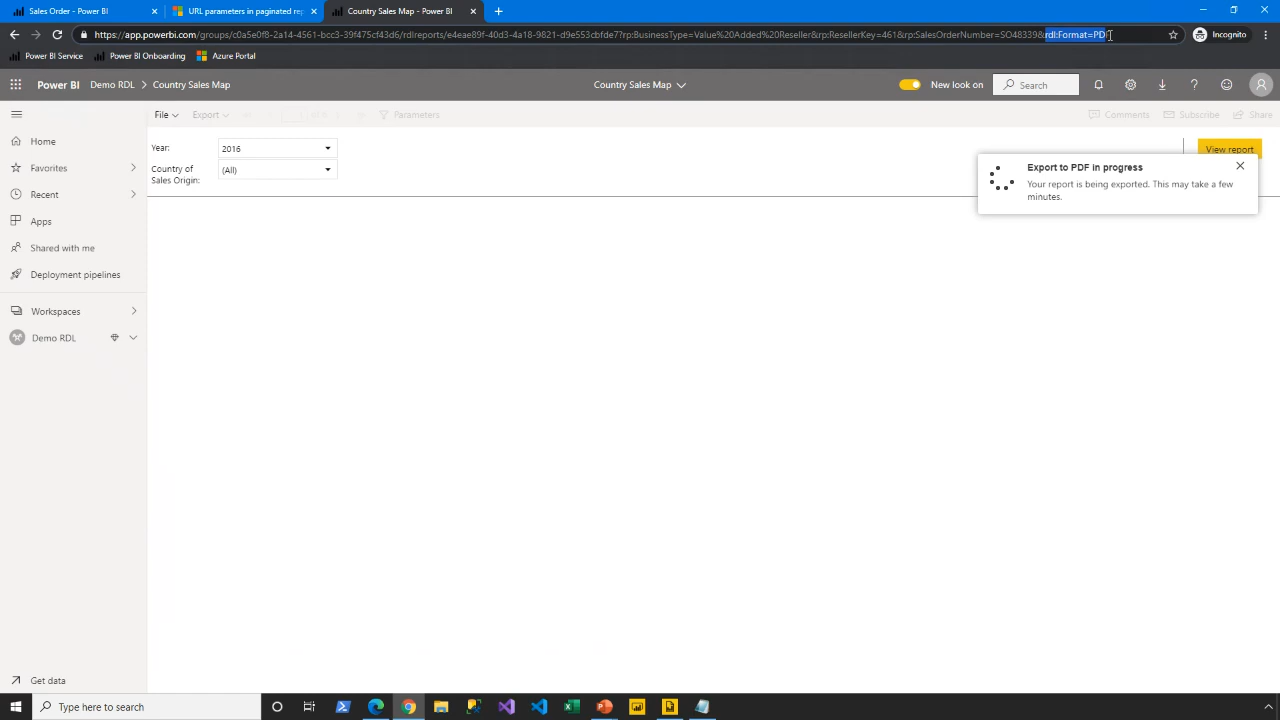 Sales Order - Power BI
URL parameters in paginated rep
Country Sales Map - Power BI
https://app.powerbi.com/groups/c0a5e0f8-2a14-4561-bcc3-39f475cf43d6/rdlreports/e4eae89f-40d3-4a18-9821-d9e553cbfde7?rp:BusinessType=Value%20Added%20Reseller&rp:ResellerKey=461&rp:SalesOrderNumber=SO48339&rdl:Format=PD
Incognito
Power BI Service
Power BI Onboarding
Azure Portal
Power BI
Demo RDL
Country Sales Map
Country Sales Map
New look on
Search
File
Export
Parameters
Comments
Subscribe
Share
Home
Favorites
Recent
Apps
Shared with me
Deployment pipelines
Workspaces
Demo RDL
Get data
Year:
2016
Country of
Sales Origin:
(All)
View report
Export to PDF in progress
Your report is being exported. This may take a few
minutes.
Type here to search